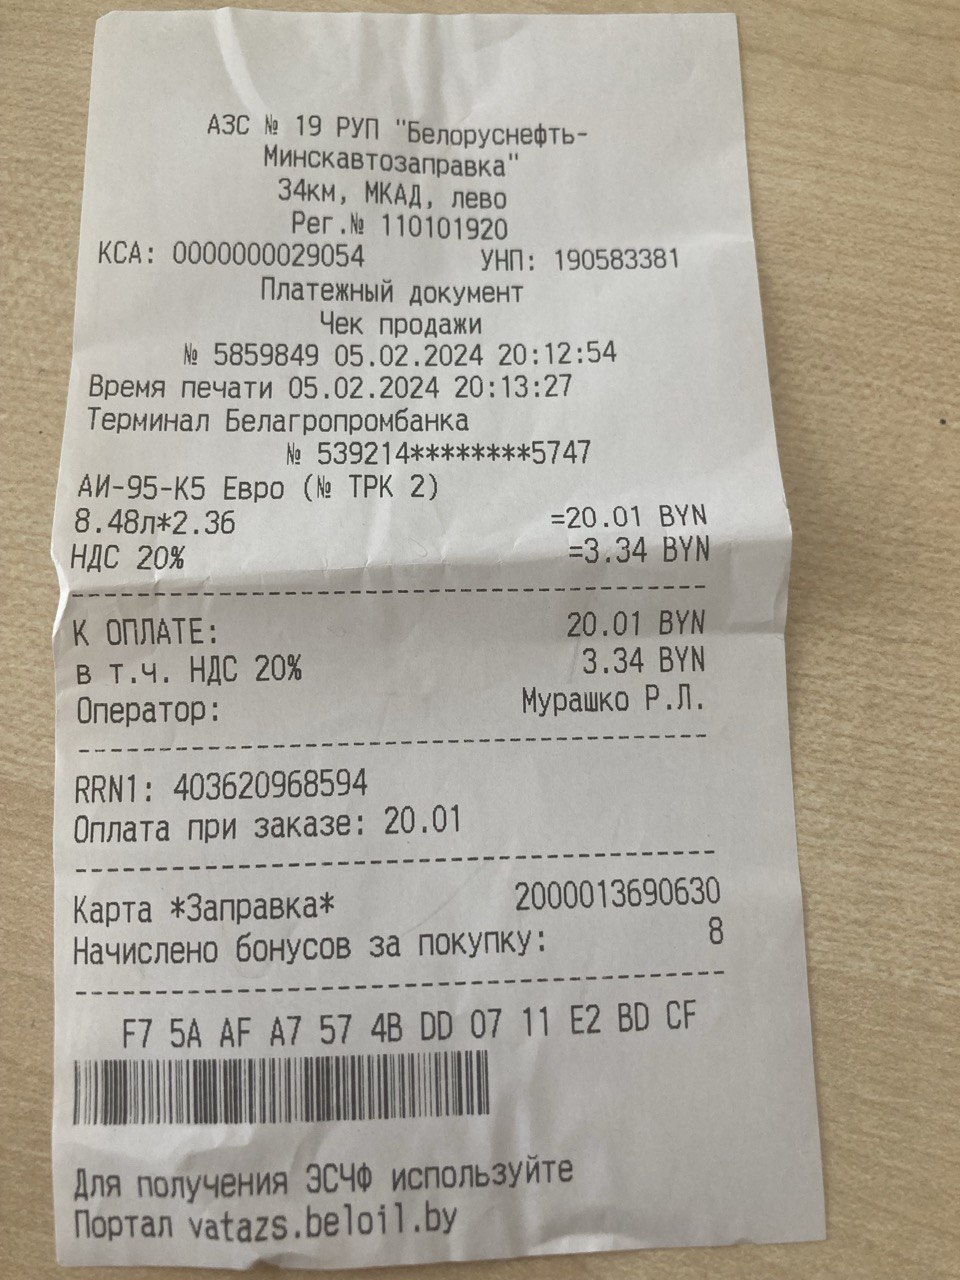 АЗС № 19 РУП "Белоруснефть-
Минскавтозаправка"
34км, МКАД, лево
Рег.№ 110101920
КСА: 0000000029054 УНП: 190583381
Платежный документ
Чек продажи
№ 5859849 05.02.2024 20:12:54
Время печати 05.02.2024 20:13:27
Терминал Белагропромбанка
№ 539214********5747
АИ-95-К5 Евро (№ ТРК 2)
8.48л*2.36 =20.01 BYN
НДС 20% =3.34 BYN
К ОПЛАТЕ: 20.01 BYN
в т.ч. НДС 20% 3.34 BYN
Оператор: Мурашко Р.Л.
RRN1: 403620968594
Оплата при заказе: 20.01
Карта *Заправка* 2000013690630
Начислено бонусов за покупку: 8
F7 5A AF A7 57 4B DD 07 11 E2 BD CF
Для получения ЭСЧФ используйте
Портал vatazs.beloil.by